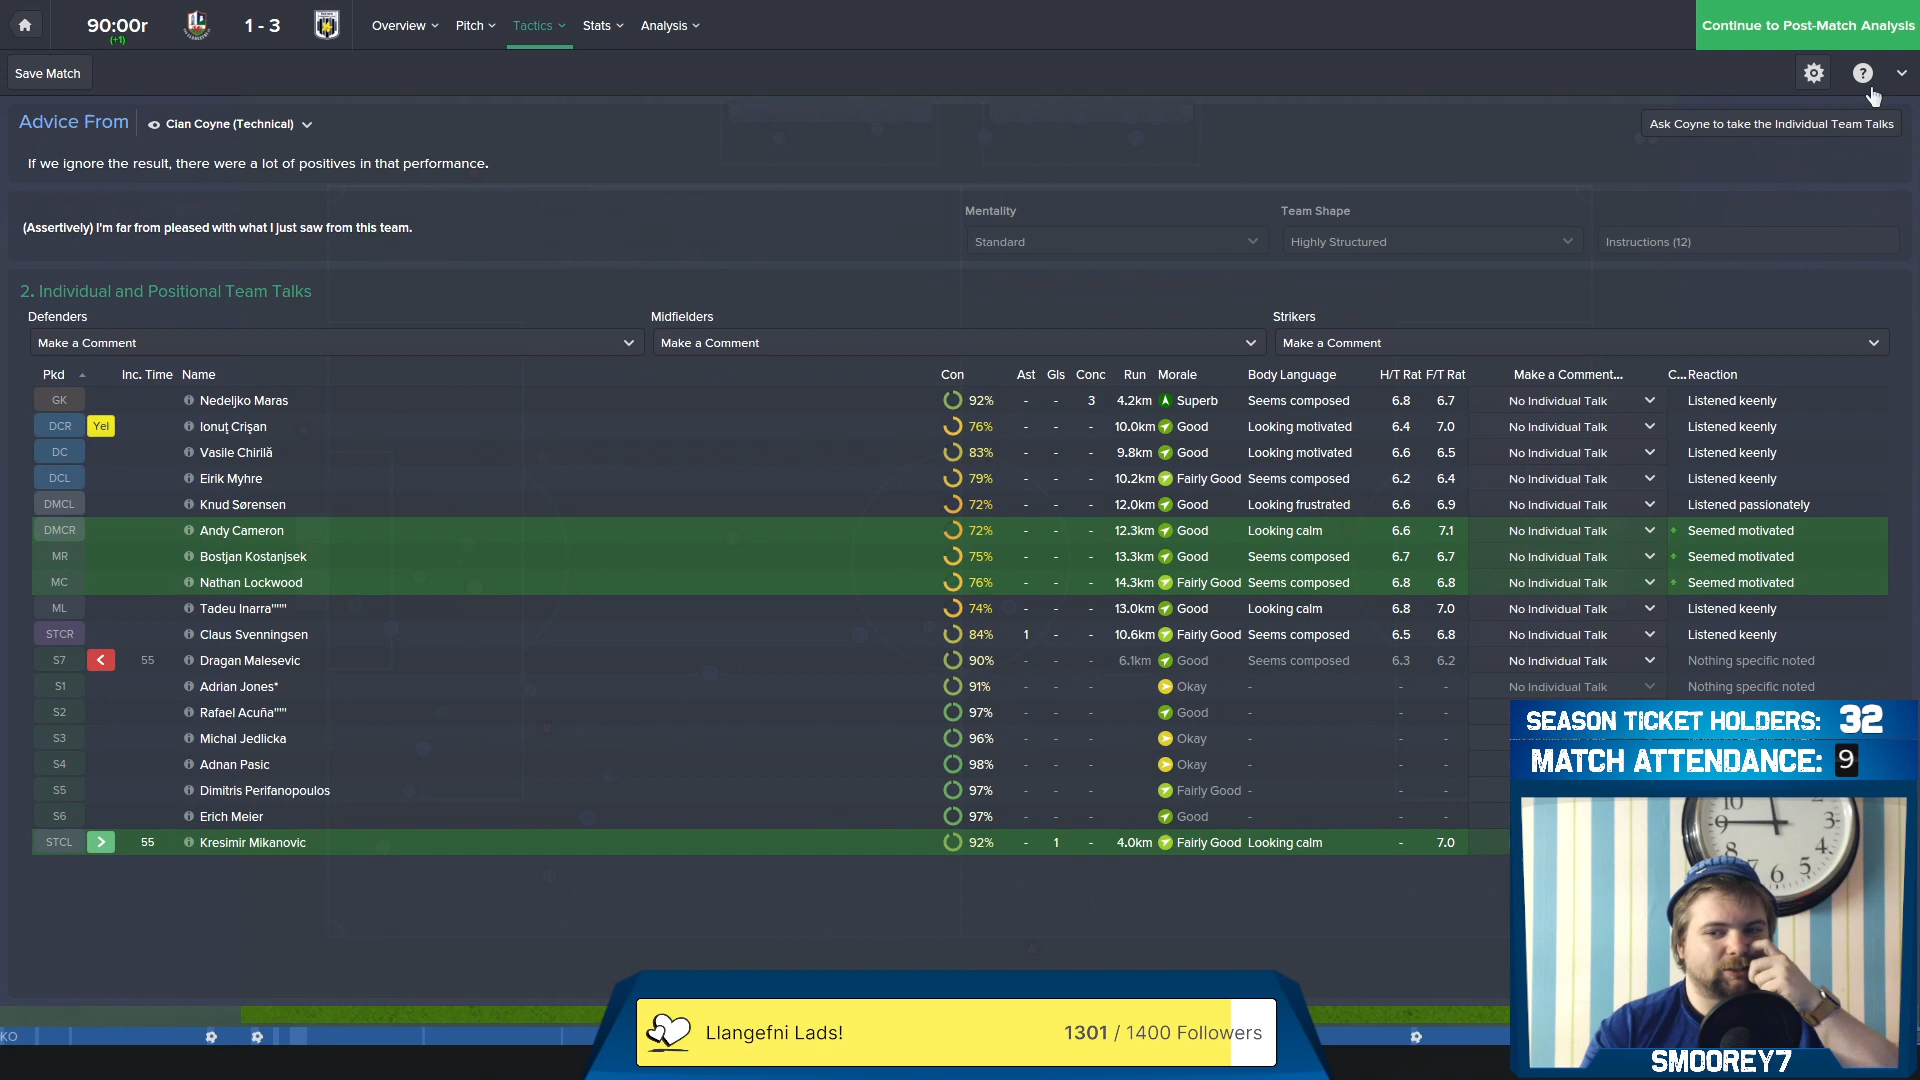 90:00r
(+1)
1 - 3
Overview Pitch Tactics Stats Analysis
Continue to Post-Match Analysis
Save Match
?
Advice From Cian Coyne (Technical)
Ask Coyne to take the Individual Team Talks
If we ignore the result, there were a lot of positives in that performance.
(Assertively) I'm far from pleased with what I just saw from this team.
Mentality Team Shape
Standard Highly Structured Instructions (12)
2. Individual and Positional Team Talks
Defenders Midfielders Strikers
Make a Comment Make a Comment Make a Comment
Pkd Inc. Time Name Con Ast Gls Conc Run Morale Body Language H/T Rat F/T Rat Make a Comment... C... Reaction
GK Nedeljko Maras 92% - - 3 4.2km Superb Seems composed 6.8 6.7 No Individual Talk Listened keenly
DCR Yel Ionuţ Crişan 76% - - - 10.0km Good Looking motivated 6.4 7.0 No Individual Talk Listened keenly
DC Vasile Chirilă 83% - - - 9.8km Good Looking motivated 6.6 6.5 No Individual Talk Listened keenly
DCL Eirik Myhre 79% - - - 10.2km Fairly Good Seems composed 6.2 6.4 No Individual Talk Listened keenly
DMCL Knud Sørensen 72% - - - 12.0km Good Looking frustrated 6.6 6.9 No Individual Talk Listened passionately
DMCR Andy Cameron 72% - - - 12.3km Good Looking calm 6.6 7.1 No Individual Talk Seemed motivated
MR Bostjan Kostanjsek 75% - - - 13.3km Good Seems composed 6.7 6.7 No Individual Talk Seemed motivated
MC Nathan Lockwood 76% - - - 14.3km Fairly Good Seems composed 6.8 6.8 No Individual Talk Seemed motivated
ML Tadeu Inarra""" 74% - - - 13.0km Good Looking calm 6.8 7.0 No Individual Talk Listened keenly
STCR Claus Svenningsen 84% 1 - - 10.6km Fairly Good Seems composed 6.5 6.8 No Individual Talk Listened keenly
S7 55 Dragan Malesevic 90% - - - 6.1km Good Seems composed 6.3 6.2 No Individual Talk Nothing specific noted
S1 Adrian Jones* 91% - - - Okay - - - No Individual Talk Nothing specific noted
S2 Rafael Acuña""" 97% - - - Good - - -
S3 Michal Jedlicka 96% - - - Okay - - -
S4 Adnan Pasic 98% - - - Okay - - -
S5 Dimitris Perifanopoulos 97% - - - Fairly Good - - -
S6 Erich Meier 97% - - - Good - - -
STCL 55 Kresimir Mikanovic 92% - 1 - 4.0km Fairly Good Looking calm - 7.0
SEASON TICKET HOLDERS: 32
MATCH ATTENDANCE: 9
10
9 3
8 4
7 6 5
KO
Llangefni Lads! 1301 / 1400 Followers
SMOOREY7